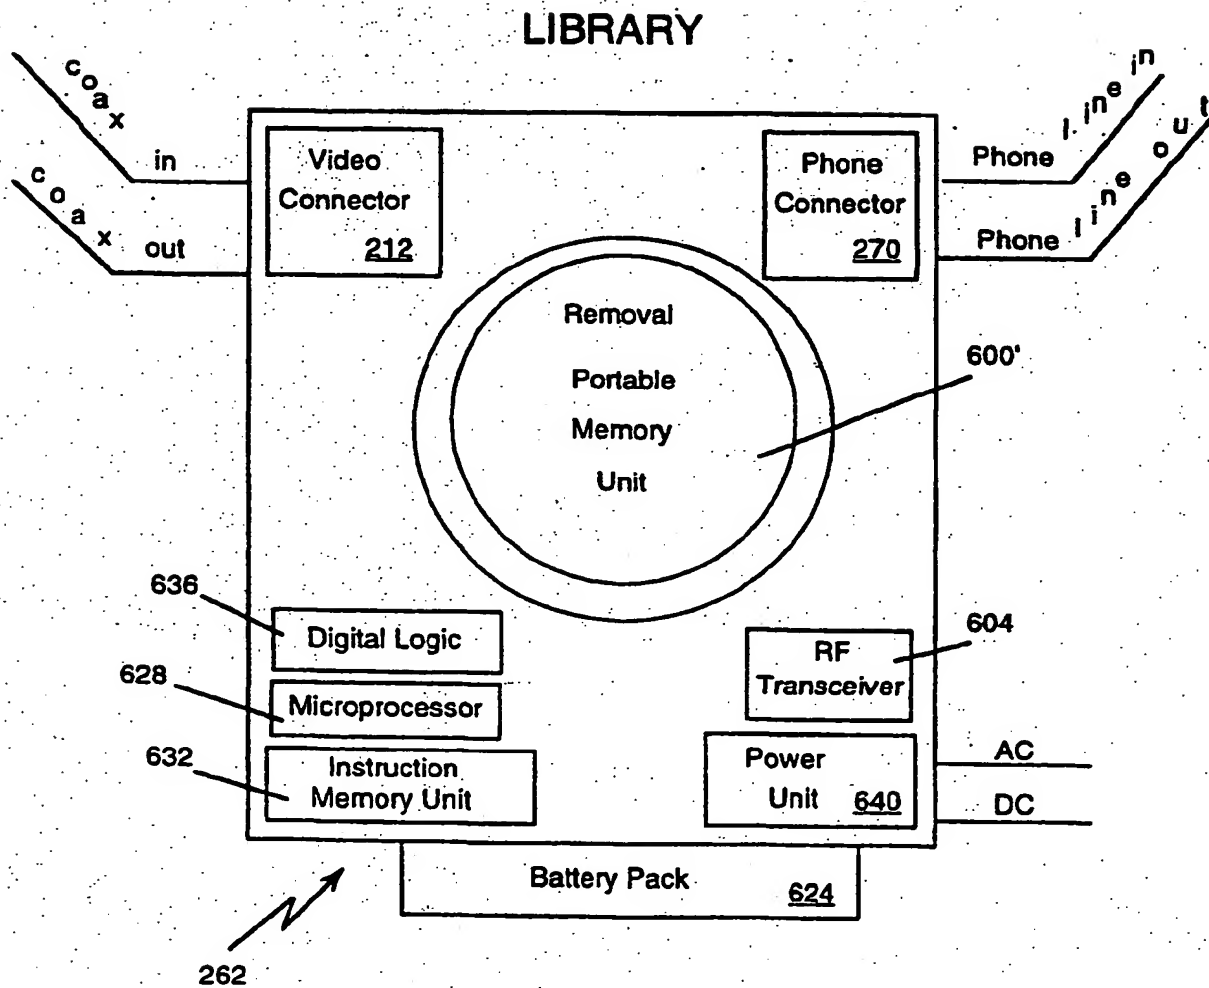 LIBRARY
coax in
coax out
Video
Connector
212
Phone
Connector
270
Phone line in
Phone line out
Removal
Portable
Memory
Unit
600'
636
Digital Logic
628
Microprocessor
632
Instruction
Memory Unit
604
RF
Transceiver
Power
Unit 640
AC
DC
Battery Pack 624
262